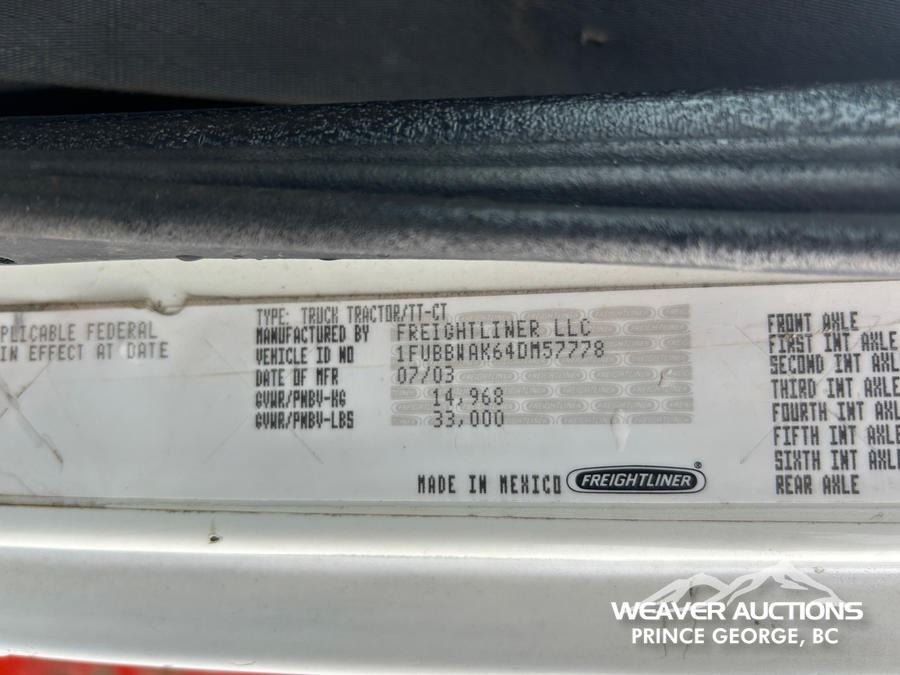 PLICABLE FEDERAL
IN EFFECT AT DATE
TYPE: TRUCK TRACTOR/TT-CT
MANUFACTURED BY FREIGHTLINER LLC
VEHICLE ID NO 1FUBBWAK64DM57778
DATE OF MFR 07/03
GVWR/PNBV-KG 14,968
GVWR/PNBV-LBS 33,000
MADE IN MEXICO FREIGHTLINER®
FRONT AXLE
FIRST INT AXLE
SECOND INT AXL
THIRD INT AXLE
FOURTH INT AXL
FIFTH INT AXLE
SIXTH INT AXLE
REAR AXLE
WEAVER AUCTIONS
PRINCE GEORGE, BC